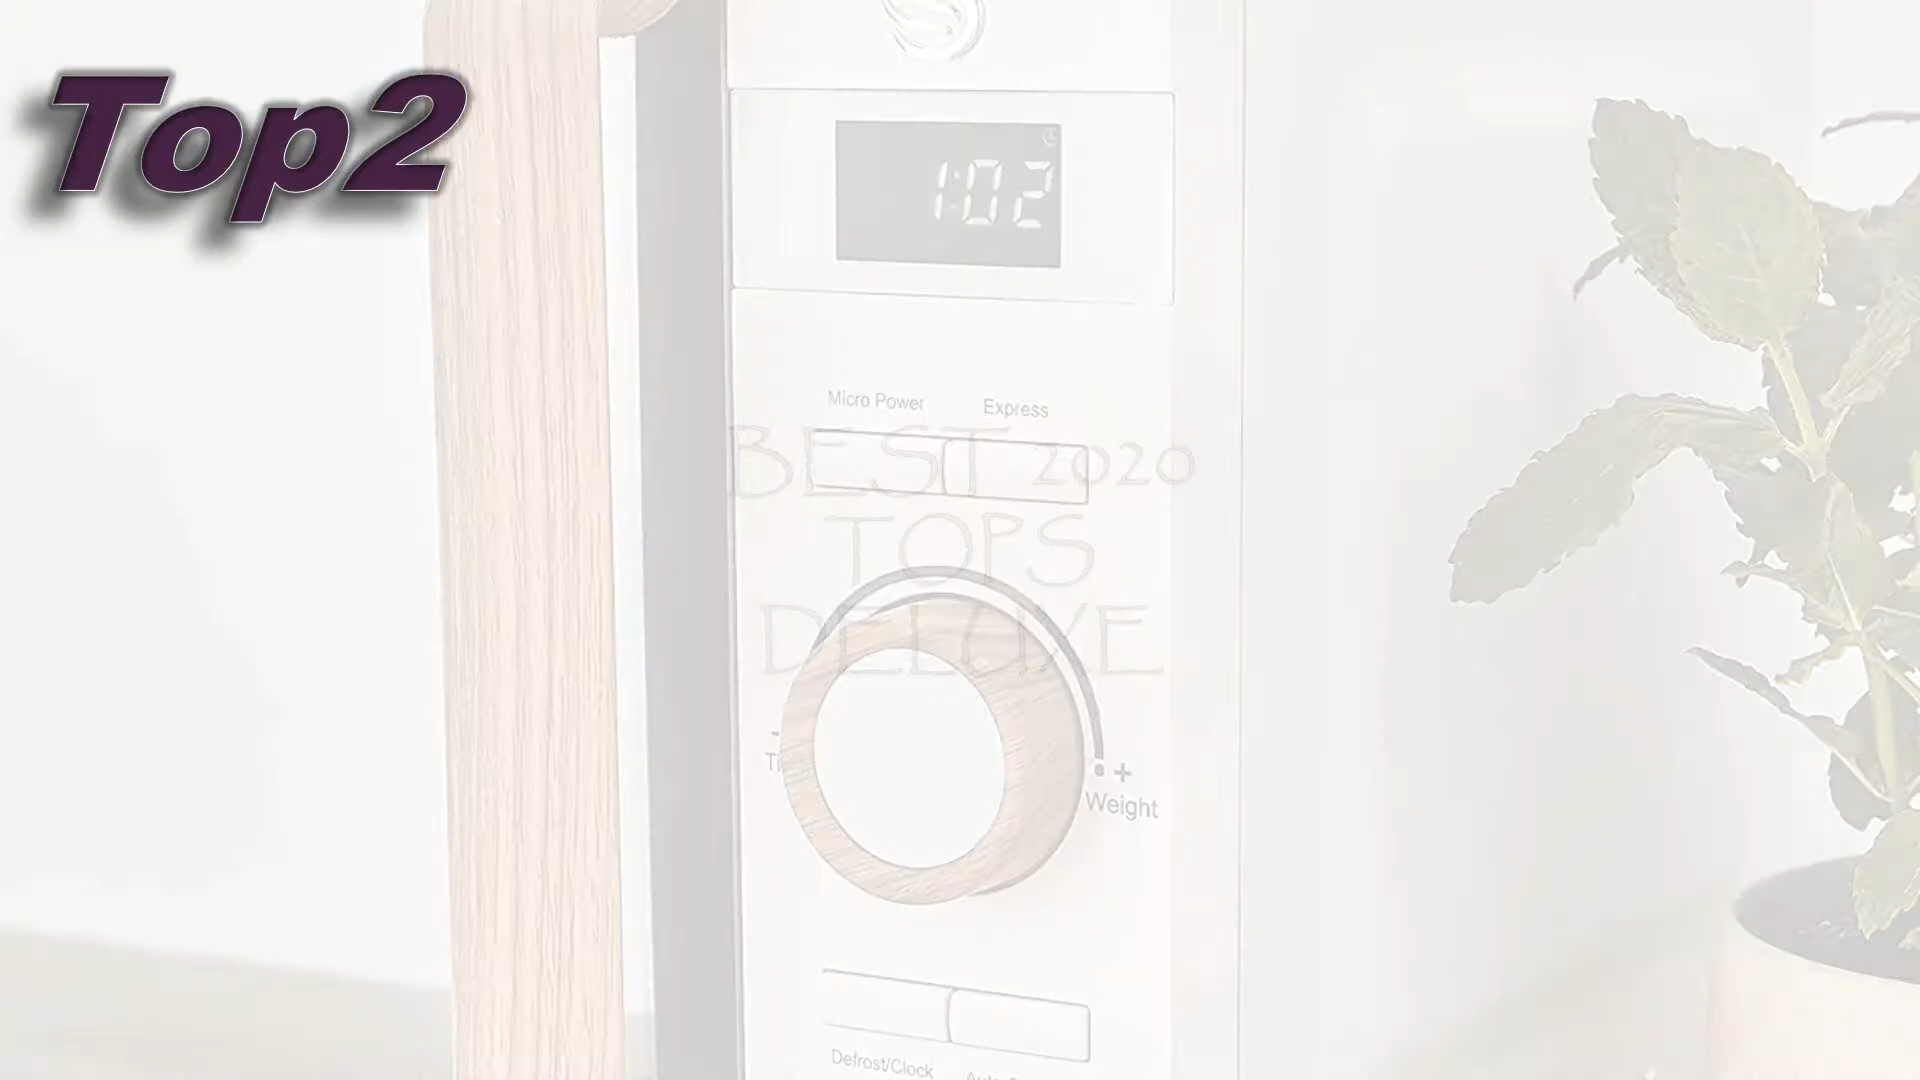 Top2
1:02
Micro Power Express
BEST 2020
TOPS
DELUXE
- +
Weight
Defrost/Clock